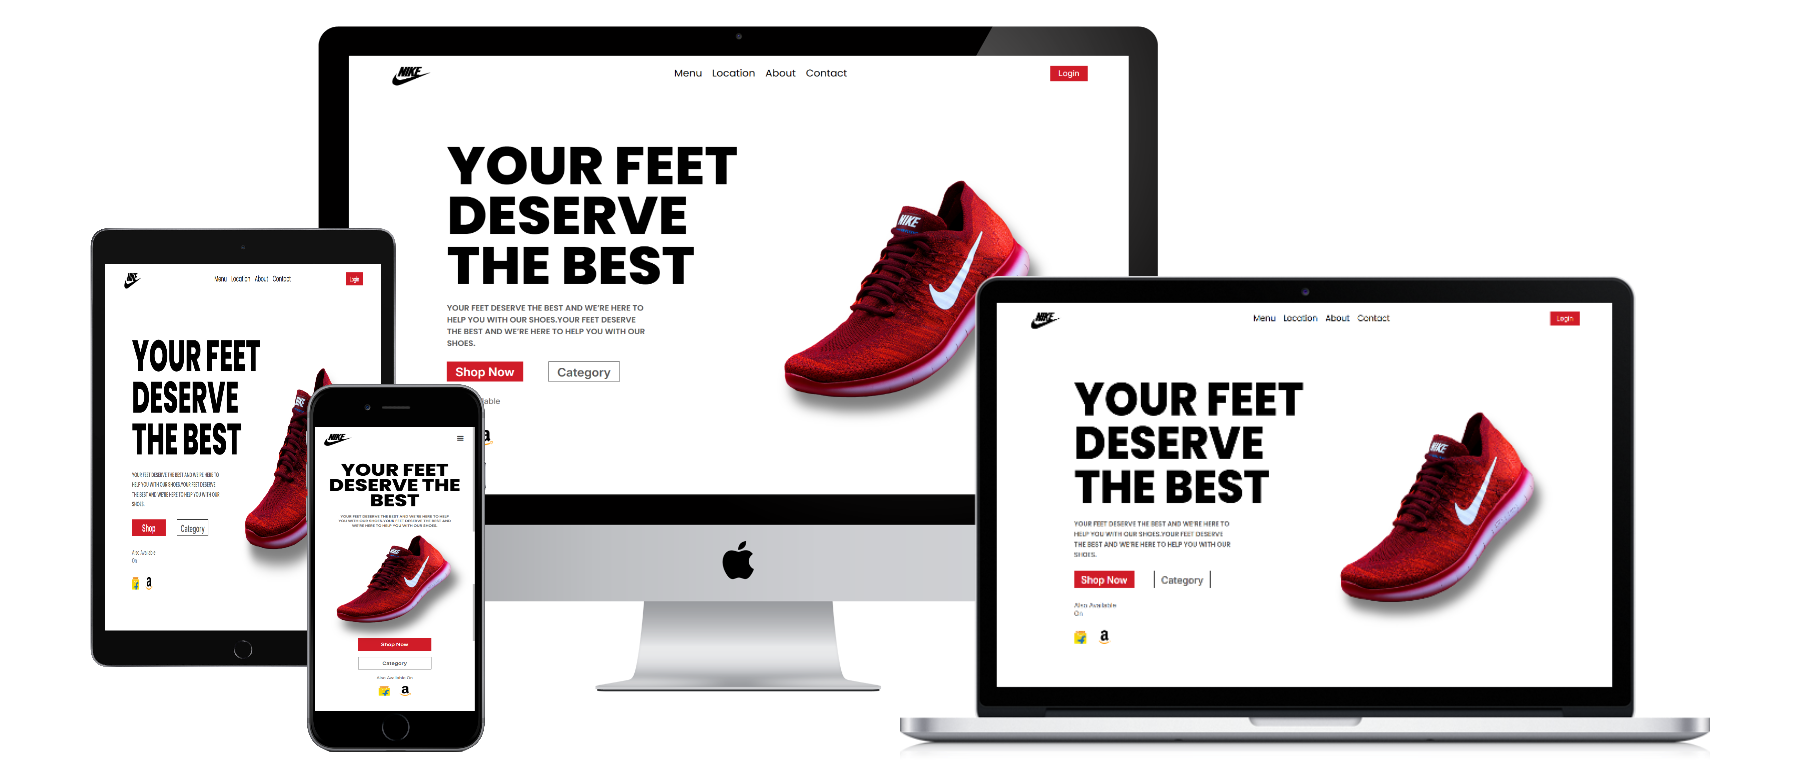 NIKE
Menu Location About Contact
Login
YOUR FEET
DESERVE
THE BEST
NIKE
YOUR FEET DESERVE THE BEST AND WE'RE HERE TO
HELP YOU WITH OUR SHOES.YOUR FEET DESERVE
THE BEST AND WE'RE HERE TO HELP YOU WITH OUR
SHOES.
Shop Now
Category
lable
a
NIKE
Menu Location About Contact
Login
YOUR FEET
DESERVE
THE BEST
NIKE
YOUR FEET DESERVE THE BEST AND WE'RE HERE TO
HELP YOU WITH OUR SHOES.YOUR FEET DESERVE
THE BEST AND WE'RE HERE TO HELP YOU WITH OUR
SHOES.
Shop
Category
Also Available
On
a
NIKE
YOUR FEET
DESERVE THE
BEST
YOUR FEET DESERVE THE BEST AND WE'RE HERE TO HELP
YOU WITH OUR SHOES.YOUR FEET DESERVE THE BEST AND
WE'RE HERE TO HELP YOU WITH OUR SHOES.
NIKE
Shop Now
Category
Also Available On
a
NIKE
Menu Location About Contact
Login
YOUR FEET
DESERVE
THE BEST
NIKE
YOUR FEET DESERVE THE BEST AND WE'RE HERE TO
HELP YOU WITH OUR SHOES.YOUR FEET DESERVE
THE BEST AND WE'RE HERE TO HELP YOU WITH OUR
SHOES.
Shop Now
Category
Also Available
On
a